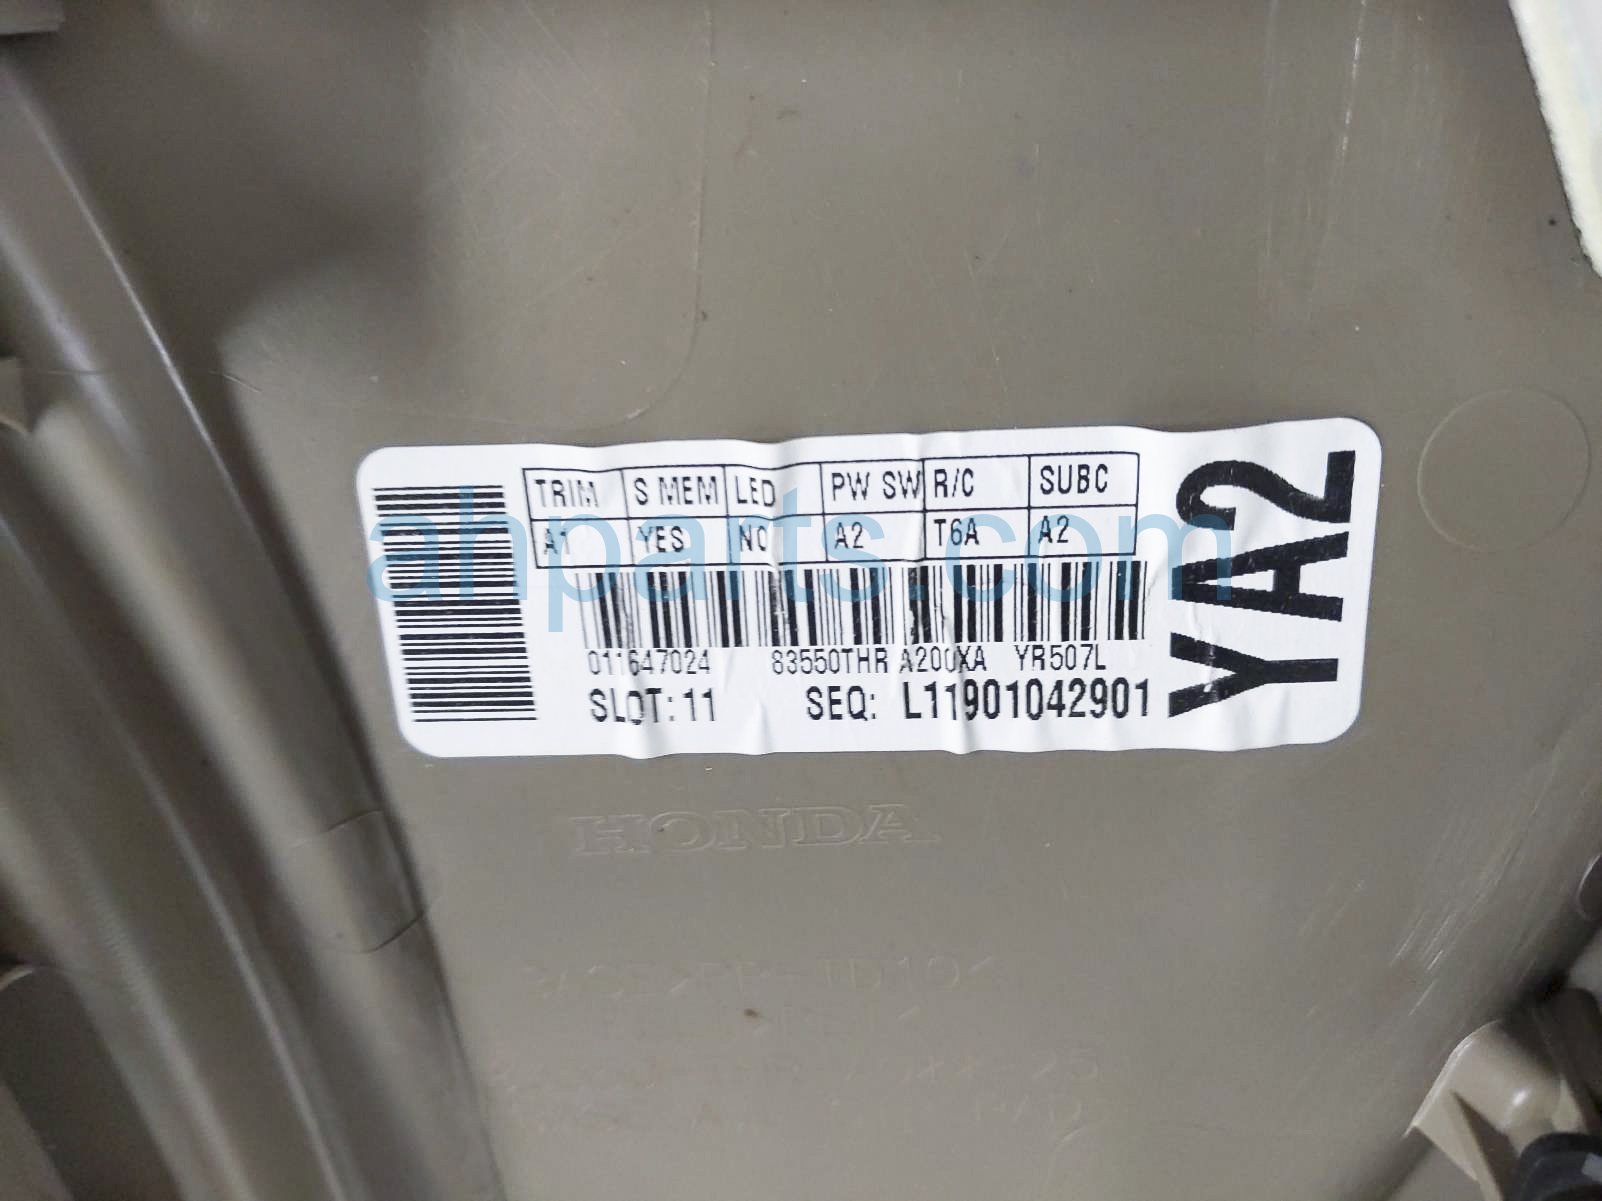 TRIM S MEM LED PW SW R/C SUBC
A1 YES NO A2 T6A A2
011647024 83550THR A200XA YR507L
SLOT: 11 SEQ: L11901042901
YA2
ahparts.com
HONDA